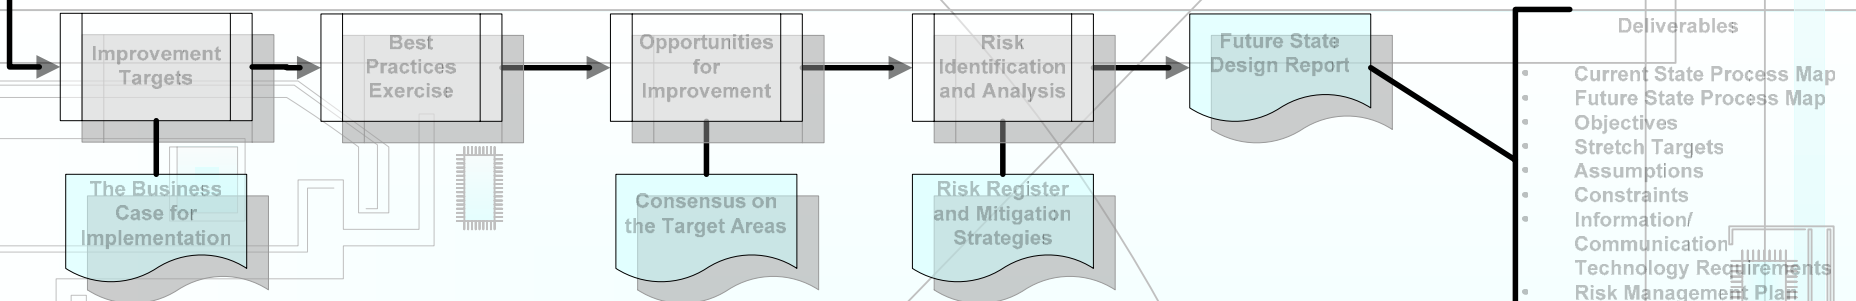 Improvement
Targets
Best
Practices
Exercise
Opportunities
for
Improvement
Risk
Identification
and Analysis
Future State
Design Report
The Business
Case for
Implementation
Consensus on
the Target Areas
Risk Register
and Mitigation
Strategies
Deliverables
• Current State Process Map
• Future State Process Map
• Objectives
• Stretch Targets
• Assumptions
• Constraints
• Information/
Communication
Technology Requirements
• Risk Management Plan